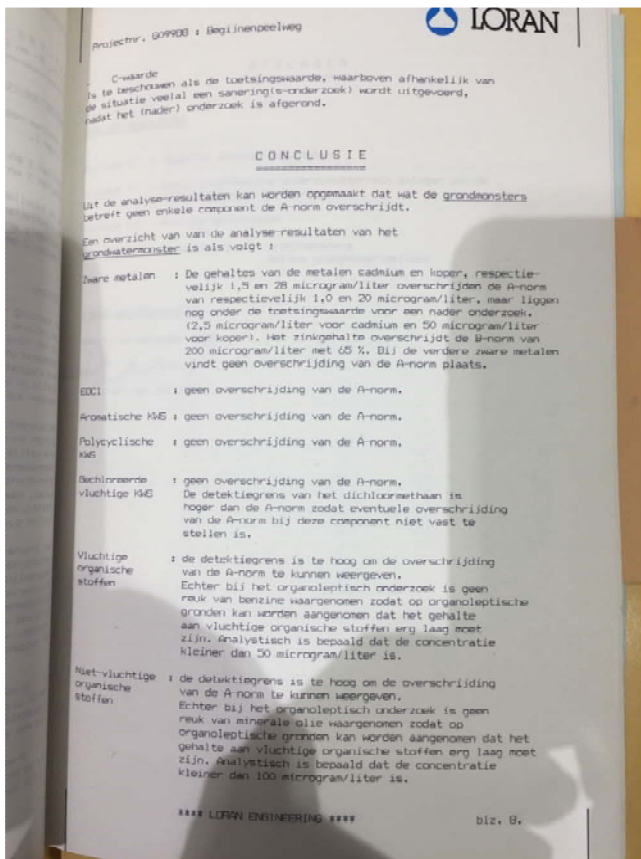 LORAN
Projectnr. G09900 : Begijnenpeelweg
- C-waarde
is te beschouwen als de toetsingswaarde, waarboven afhankelijk van
de situatie veelal een sanering(s-onderzoek) wordt uitgevoerd,
nadat het (nader) onderzoek is afgerond.
CONCLUSIE
Uit de analyse-resultaten kan worden opgemaakt dat wat de grondmonsters
betreft geen enkele component de A-norm overschrijdt.
Een overzicht van van de analyse-resultaten van het
grondwatermonster is als volgt :
Zware metalen : De gehaltes van de metalen cadmium en koper, respectie-
velijk 1,5 en 28 microgram/liter overschrijden de A-norm
van respectievelijk 1,0 en 20 microgram/liter, maar liggen
nog onder de toetsingswaarde voor een nader onderzoek.
(2,5 microgram/liter voor cadmium en 50 microgram/liter
voor koper). Het zinkgehalte overschrijdt de B-norm van
200 microgram/liter met 65 %. Bij de verdere zware metalen
vindt geen overschrijding van de A-norm plaats.
EOCl : geen overschrijding van de A-norm.
Aromatische KWS : geen overschrijding van de A-norm.
Polycyclische : geen overschrijding van de A-norm.
KWS
Gechloreerde : geen overschrijding van de A-norm.
vluchtige KWS De detektiegrens van het dichloormethaan is
hoger dan de A-norm zodat eventuele overschrijding
van de A-norm bij deze component niet vast te
stellen is.
Vluchtige : de detektiegrens is te hoog om de overschrijding
organische van de A-norm te kunnen weergeven.
stoffen Echter bij het organoleptisch onderzoek is geen
reuk van benzine waargenomen zodat op organoleptische
gronden kan worden aangenomen dat het gehalte
aan vluchtige organische stoffen erg laag moet
zijn. Analystisch is bepaald dat de concentratie
kleiner dan 50 microgram/liter is.
Niet-vluchtige : de detektiegrens is te hoog om de overschrijding
organische van de A-norm te kunnen weergeven.
stoffen Echter bij het organoleptisch onderzoek is geen
reuk van minerale olie waargenomen zodat op
organoleptische gronden kan worden aangenomen dat het
gehalte aan vluchtige organische stoffen erg laag moet
zijn. Analystisch is bepaald dat de concentratie
kleiner dan 100 microgram/liter is.
**** LORAN ENGINEERING **** blz. 8.